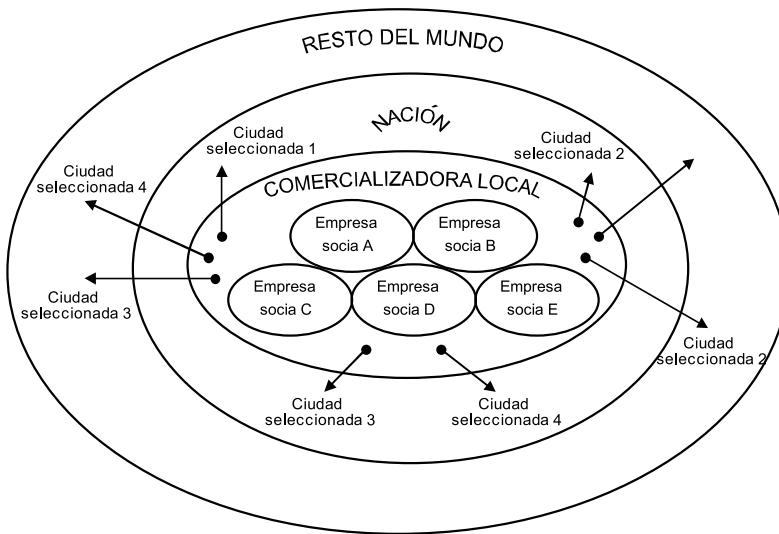 RESTO DEL MUNDO
NACIÓN
Ciudad
seleccionada 1
Ciudad
seleccionada 2
Ciudad
seleccionada 4
COMERCIALIZADORA LOCAL
Empresa
socia A
Empresa
socia B
Ciudad
seleccionada 3
Empresa
socia C
Empresa
socia D
Empresa
socia E
Ciudad
seleccionada 2
Ciudad
seleccionada 3
Ciudad
seleccionada 4